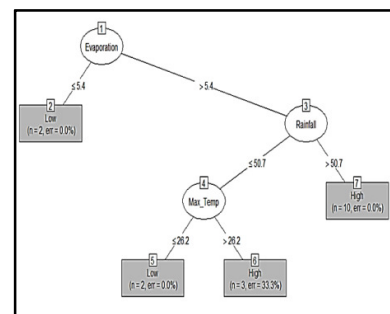 1
Evaporation
≤5.4
> 5.4
2
Low
(n = 2, err = 0.0%)
3
Rainfall
≤ 50.7
> 50.7
4
Max_Temp
7
High
(n = 10, err = 0.0%)
≤26.2
> 26.2
5
Low
(n = 2, err = 0.0%)
6
High
(n = 3, err = 33.3%)